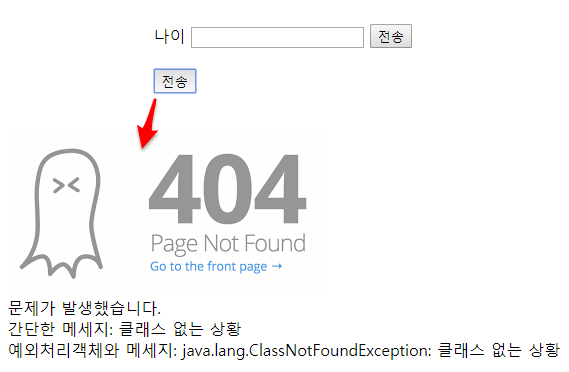 나이 전송
전송
404
Page Not Found
Go to the front page →
문제가 발생했습니다.
간단한 메세지: 클래스 없는 상황
예외처리객체와 메세지: java.lang.ClassNotFoundException: 클래스 없는 상황